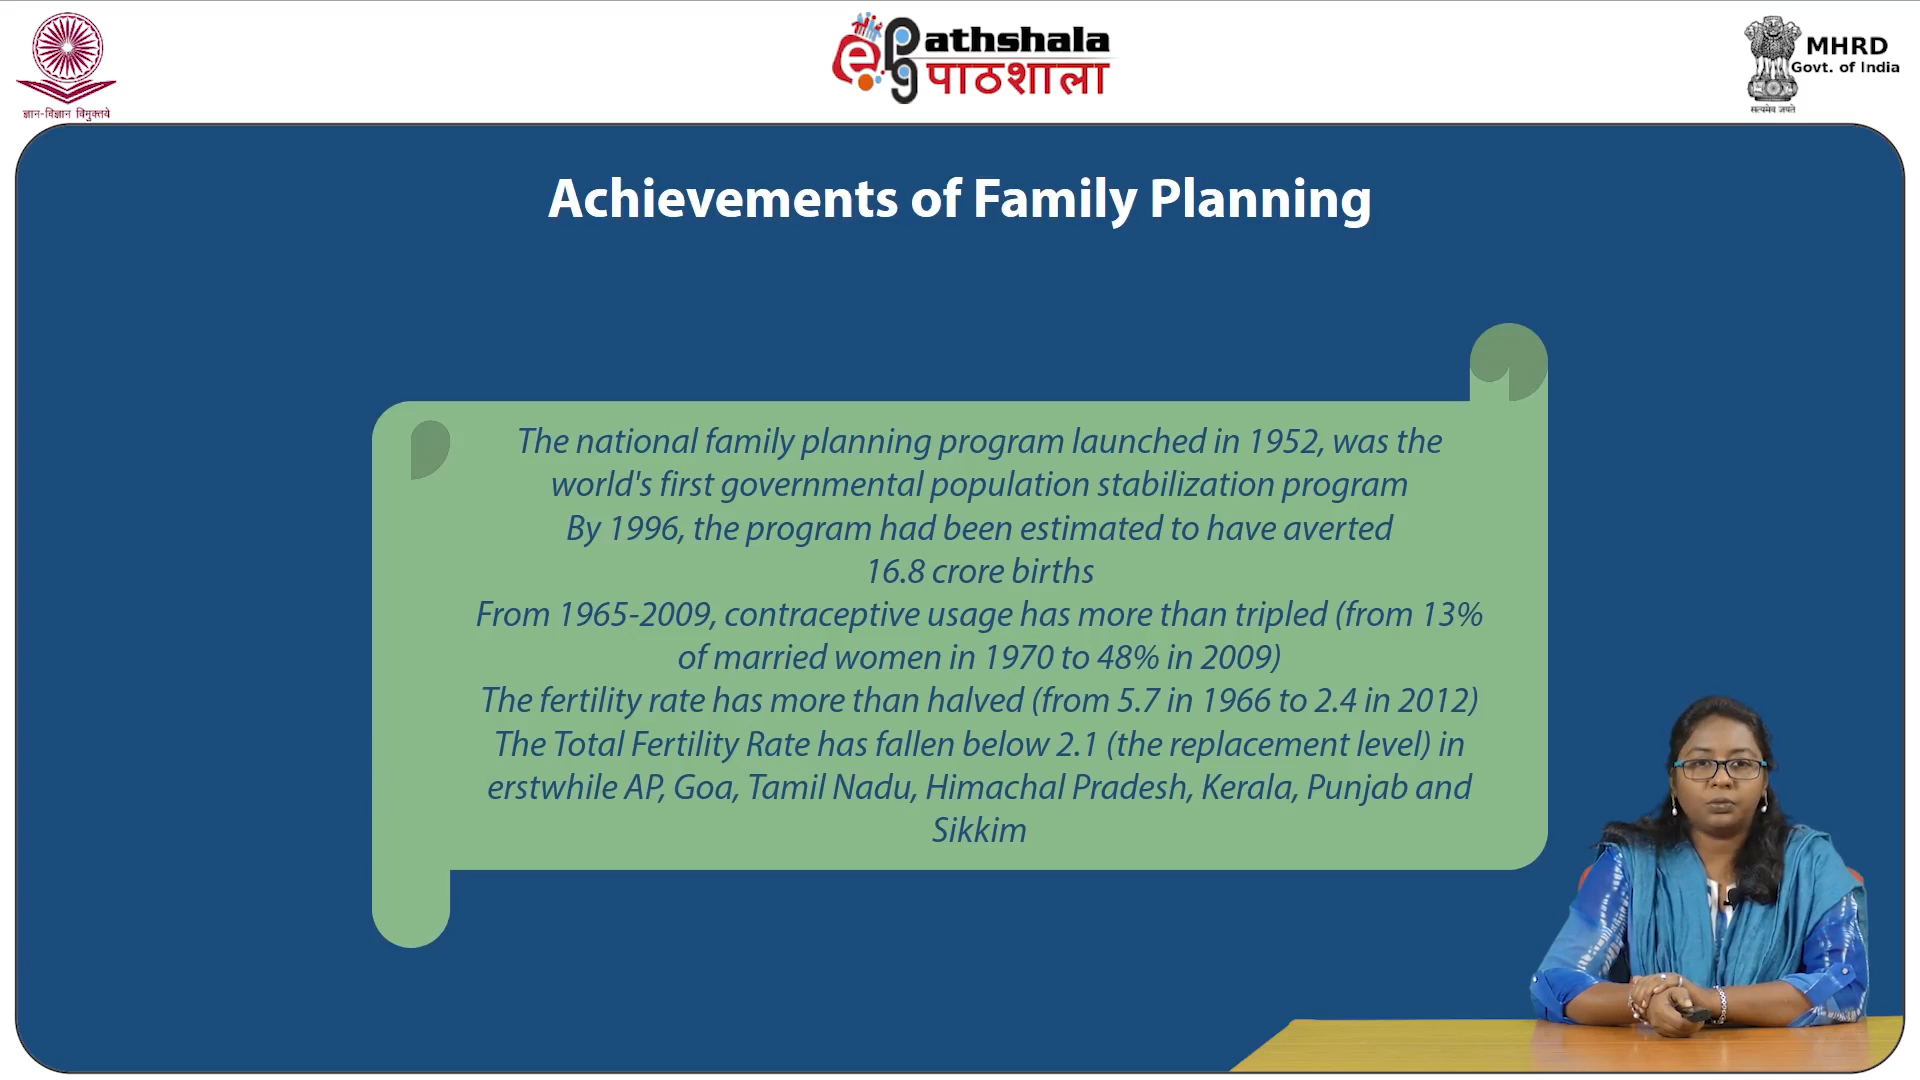 ज्ञान-विज्ञान विमुक्तये
e
pg
athshala
पाठशाला
MHRD
Govt. of India
सत्यमेव जयते
Achievements of Family Planning
The national family planning program launched in 1952, was the
world's first governmental population stabilization program
By 1996, the program had been estimated to have averted
16.8 crore births
From 1965-2009, contraceptive usage has more than tripled (from 13%
of married women in 1970 to 48% in 2009)
The fertility rate has more than halved (from 5.7 in 1966 to 2.4 in 2012)
The Total Fertility Rate has fallen below 2.1 (the replacement level) in
erstwhile AP, Goa, Tamil Nadu, Himachal Pradesh, Kerala, Punjab and
Sikkim